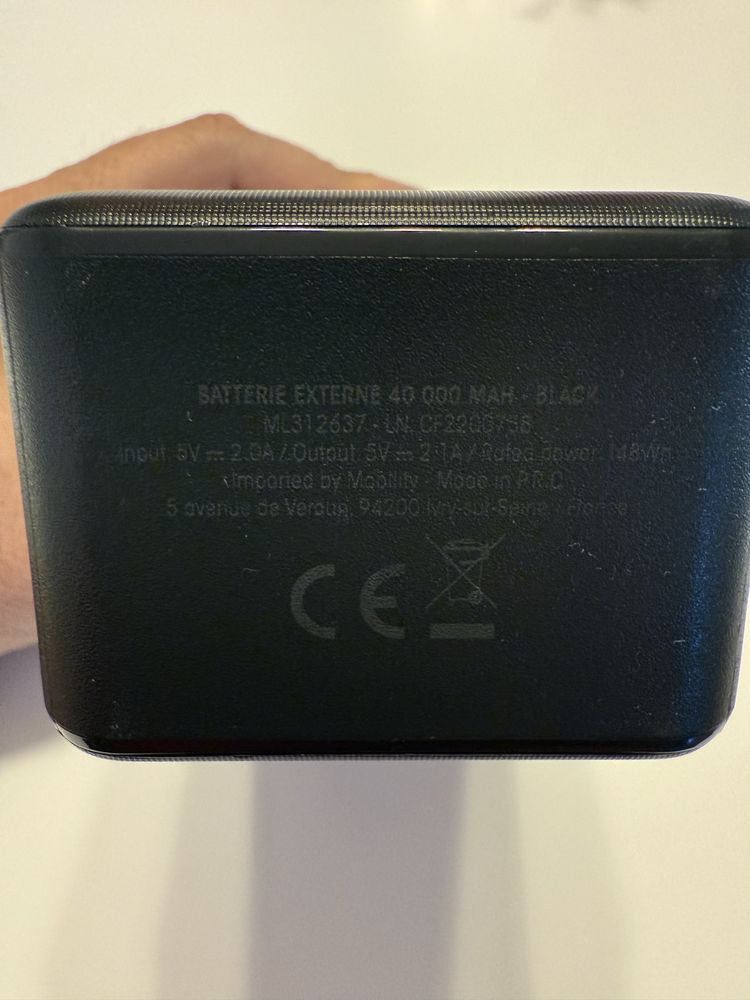 BATTERIE EXTERNE 40 000 MAH - BLACK
ML312637 - LN.
Input 5V ⎓ 2.0A / Output 5V ⎓ 2.1A / Rated power 148Wh
Imported by Mobility - Made in P.R.C
5 avenue de Verdun, 94200 Ivry-sur-Seine - France
CE